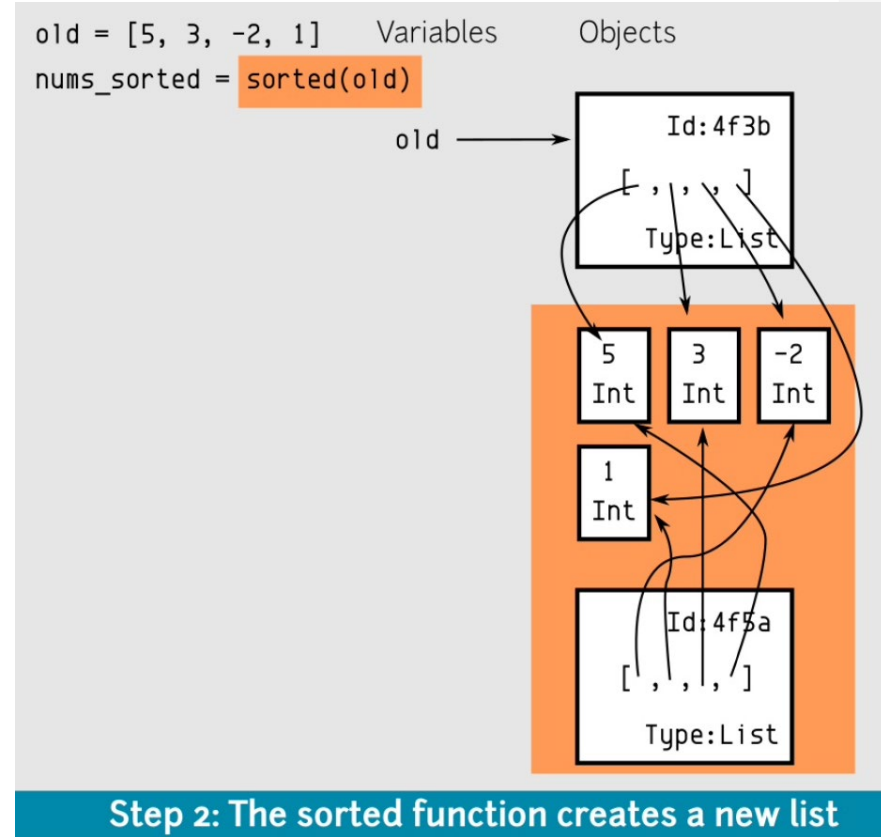 old = [5, 3, -2, 1] Variables Objects
nums_sorted = sorted(old)
old
Id:4f3b
[ , , , ]
Type:List
5 3 -2
Int Int Int
1
Int
Id:4f5a
[ , , , ]
Type:List
Step 2: The sorted function creates a new list